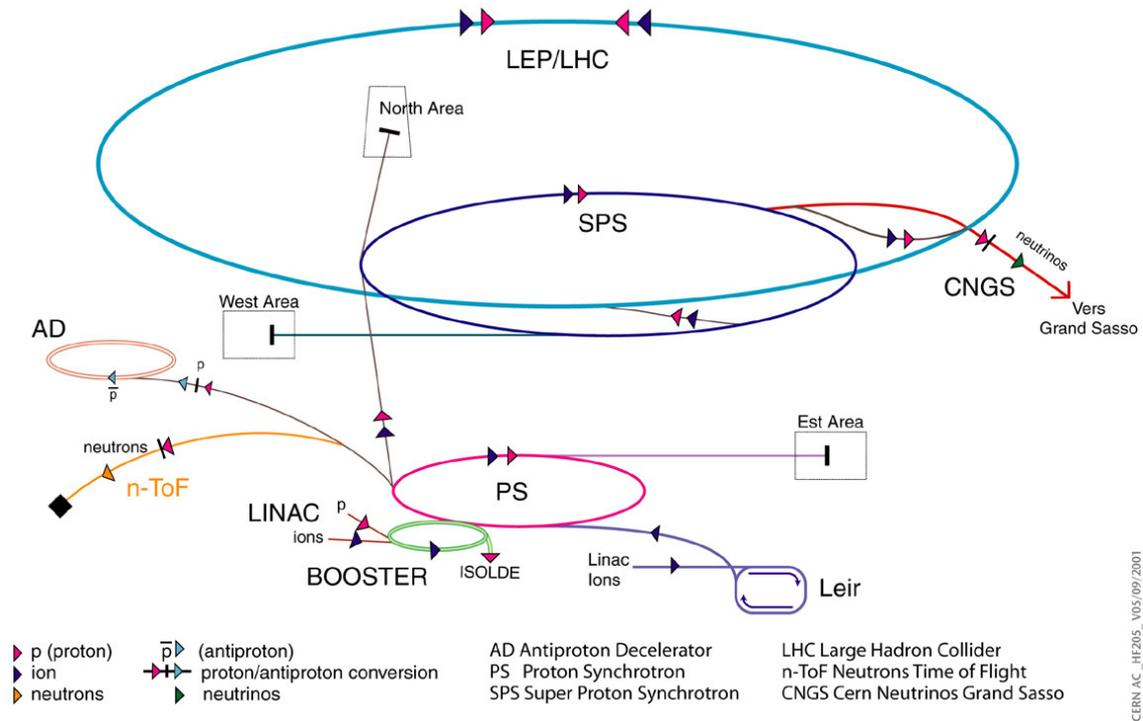 LEP/LHC
North Area
SPS
neutrinos
CNGS
Vers
Grand Sasso
West Area
AD
p
p̅
neutrons
n-ToF
Est Area
PS
LINAC
p
ions
BOOSTER
ISOLDE
Linac
Ions
Leir
p (proton)
ion
neutrons
p̅ (antiproton)
proton/antiproton conversion
neutrinos
AD Antiproton Decelerator
PS Proton Synchrotron
SPS Super Proton Synchrotron
LHC Large Hadron Collider
n-ToF Neutrons Time of Flight
CNGS Cern Neutrinos Grand Sasso
CERN AC _HF205_ V05/09/2001